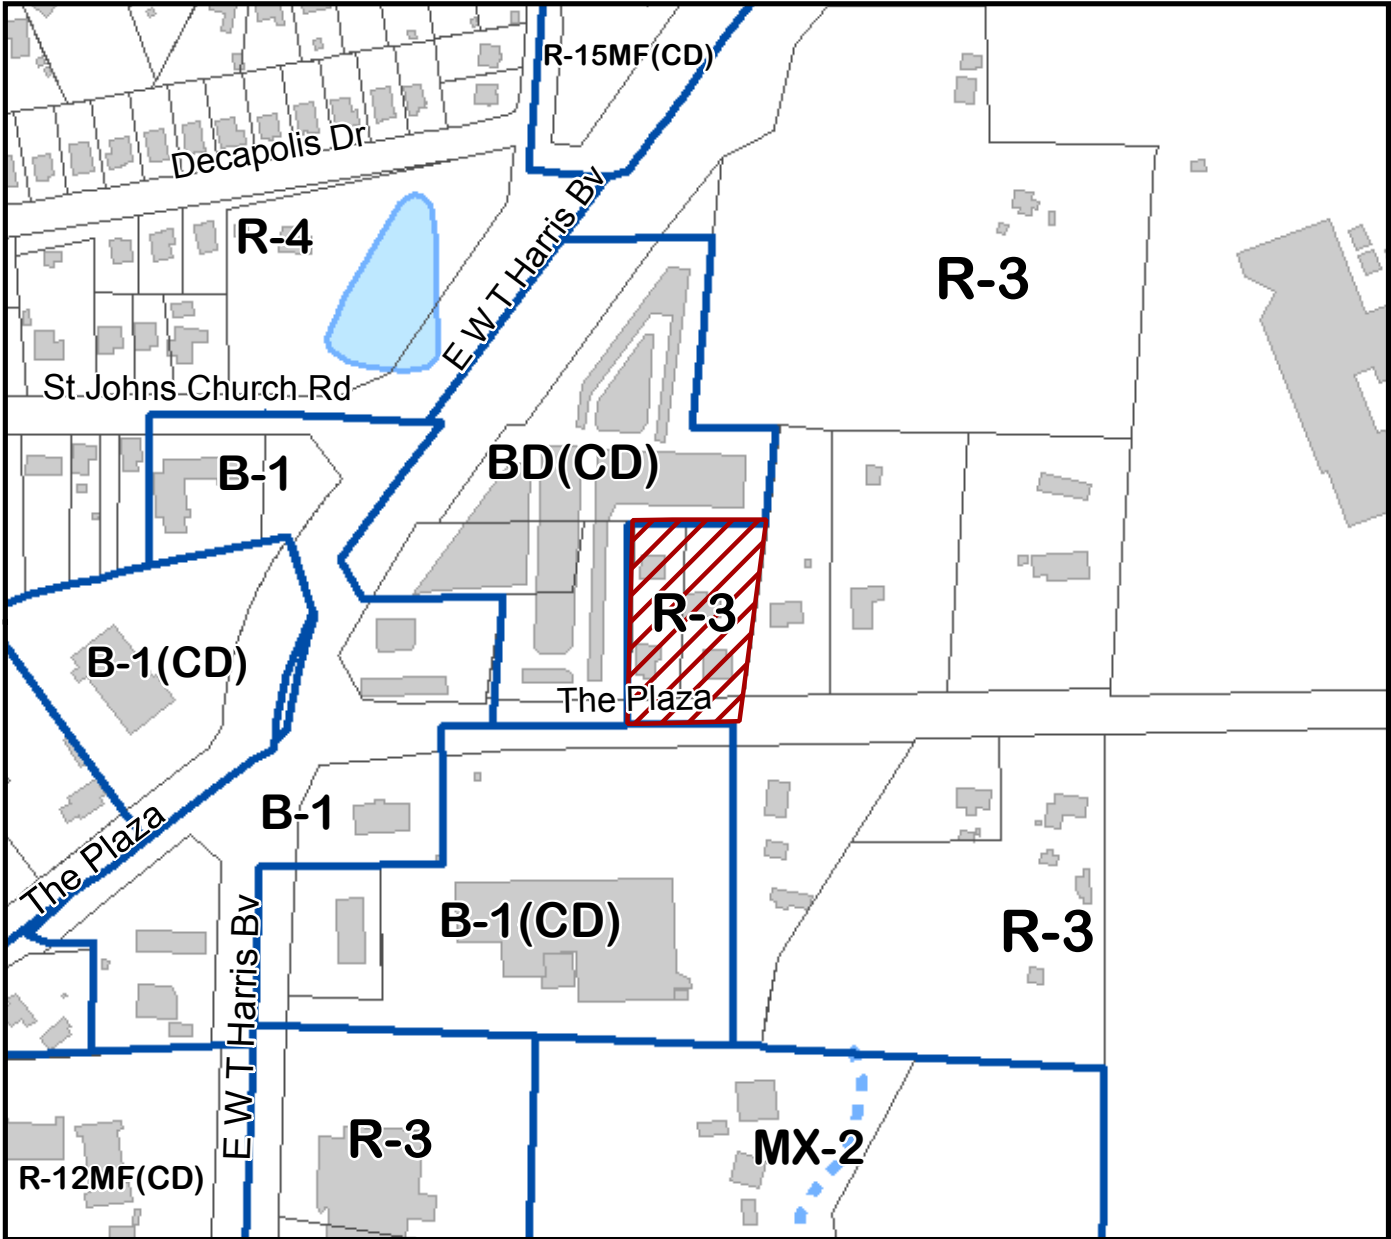 R-15MF(CD)
Decapolis Dr
R-4
E W T Harris Bv
R-3
St Johns Church Rd
B-1
BD(CD)
R-3
B-1(CD)
The Plaza
B-1
The Plaza
B-1(CD)
R-3
E W T Harris Bv
R-3
MX-2
R-12MF(CD)